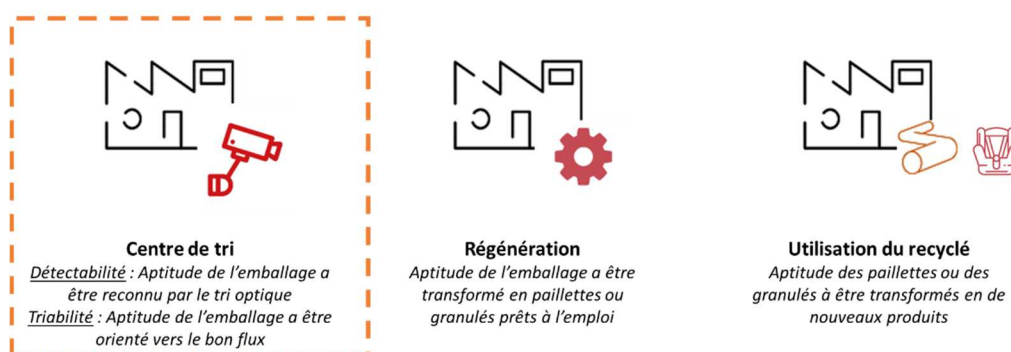 Centre de tri
Détectabilité : Aptitude de l'emballage a
être reconnu par le tri optique
Triabilité : Aptitude de l'emballage a être
orienté vers le bon flux
Régénération
Aptitude de l'emballage a être
transformé en paillettes ou
granulés prêts à l'emploi
Utilisation du recyclé
Aptitude des paillettes ou des
granulés à être transformés en de
nouveaux produits